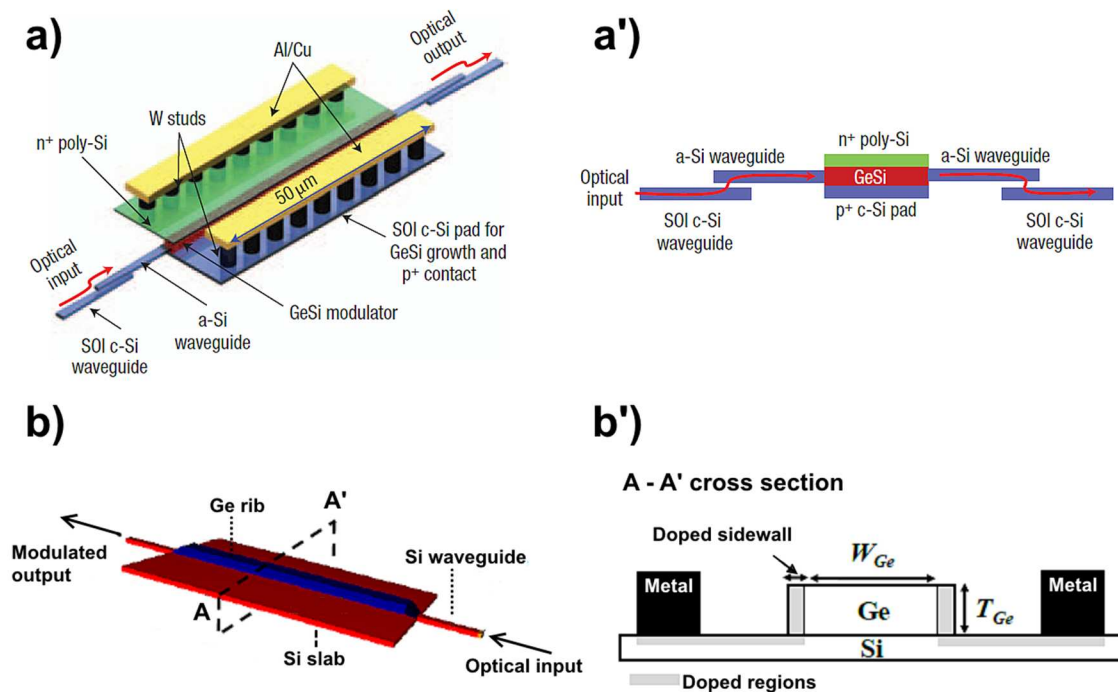 a)
Optical
output
Al/Cu
W studs
n⁺ poly-Si
50 μm
SOI c-Si pad for
GeSi growth and
p⁺ contact
Optical
input
GeSi modulator
a-Si
waveguide
SOI c-Si
waveguide
a')
n⁺ poly-Si
a-Si waveguide
a-Si waveguide
Optical
input
GeSi
SOI c-Si
waveguide
p⁺ c-Si
pad
SOI c-Si
waveguide
b)
Ge rib
A'
Modulated
output
Si waveguide
A
Si slab
Optical input
b')
A - A' cross section
Doped sidewall
W_Ge
Metal
Metal
Ge
T_Ge
Si
Doped regions